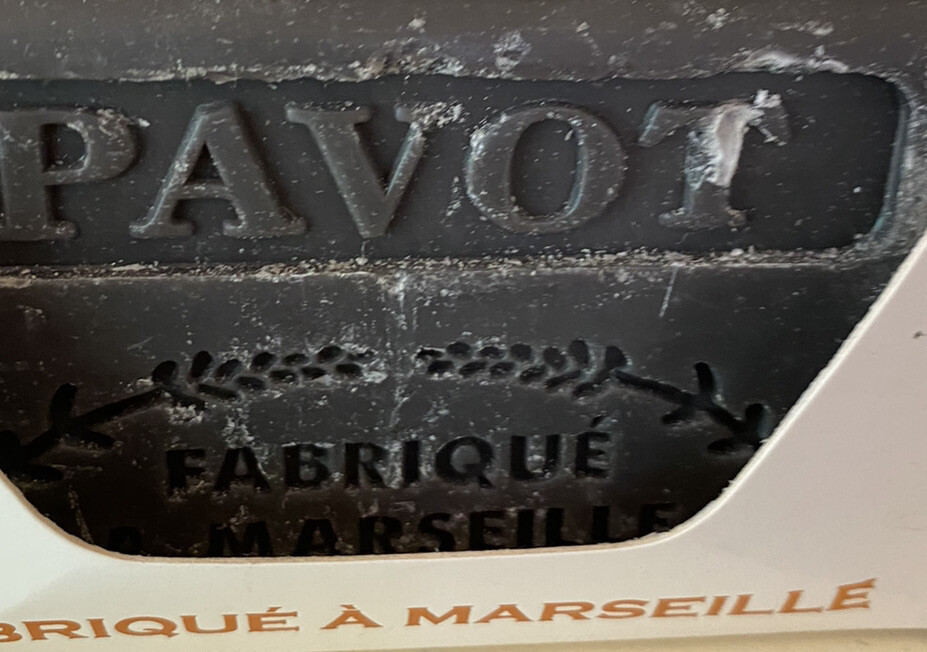 PAVOT
FABRIQUÉ
À MARSEILLE
BRIQUÉ À MARSEILLE